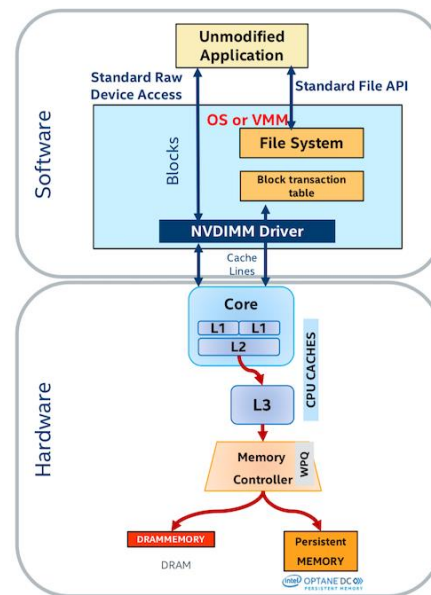 Unmodified
Application
Standard Raw
Device Access
Standard File API
Software
OS or VMM
File System
Blocks
Block transaction
table
NVDIMM Driver
Cache
Lines
Hardware
Core
L1
L1
L2
CPU CACHES
L3
Memory
Controller
WPQ
DRAMMEMORY
DRAM
Persistent
MEMORY
intel OPTANE DC
PERSISTENT MEMORY